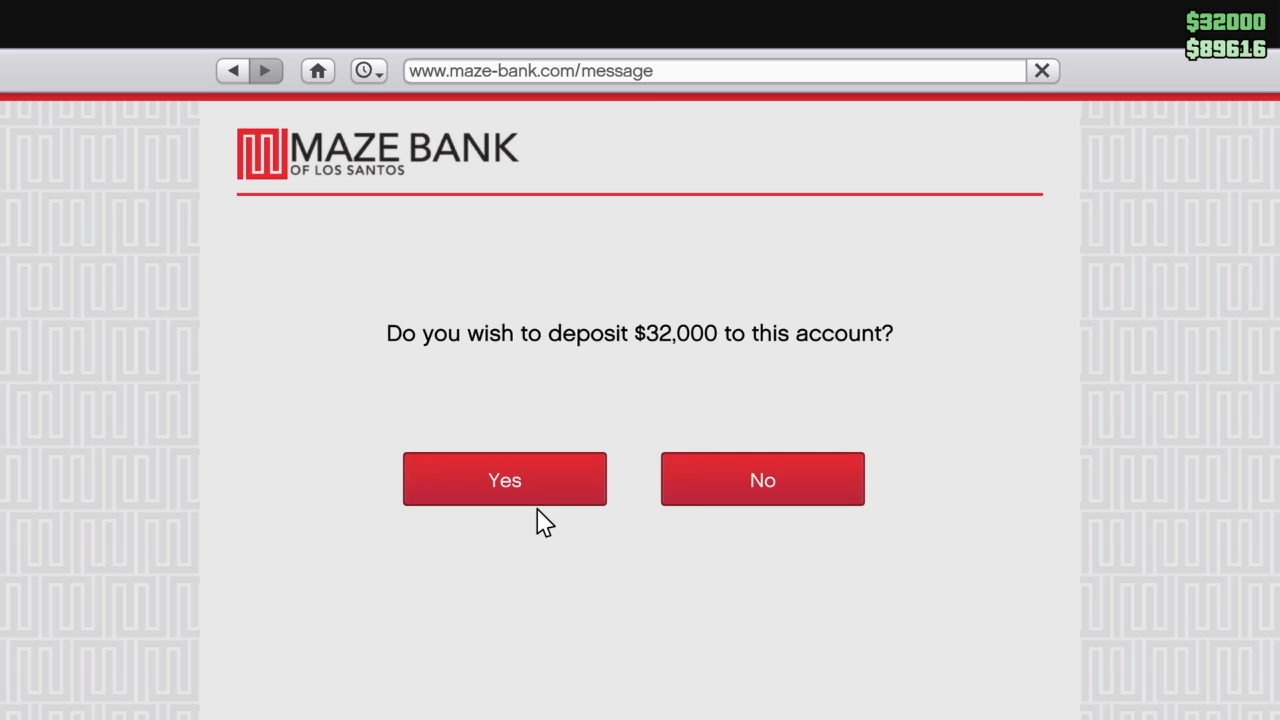 $32000
$89616
www.maze-bank.com/message
MAZE BANK
OF LOS SANTOS
Do you wish to deposit $32,000 to this account?
Yes
No